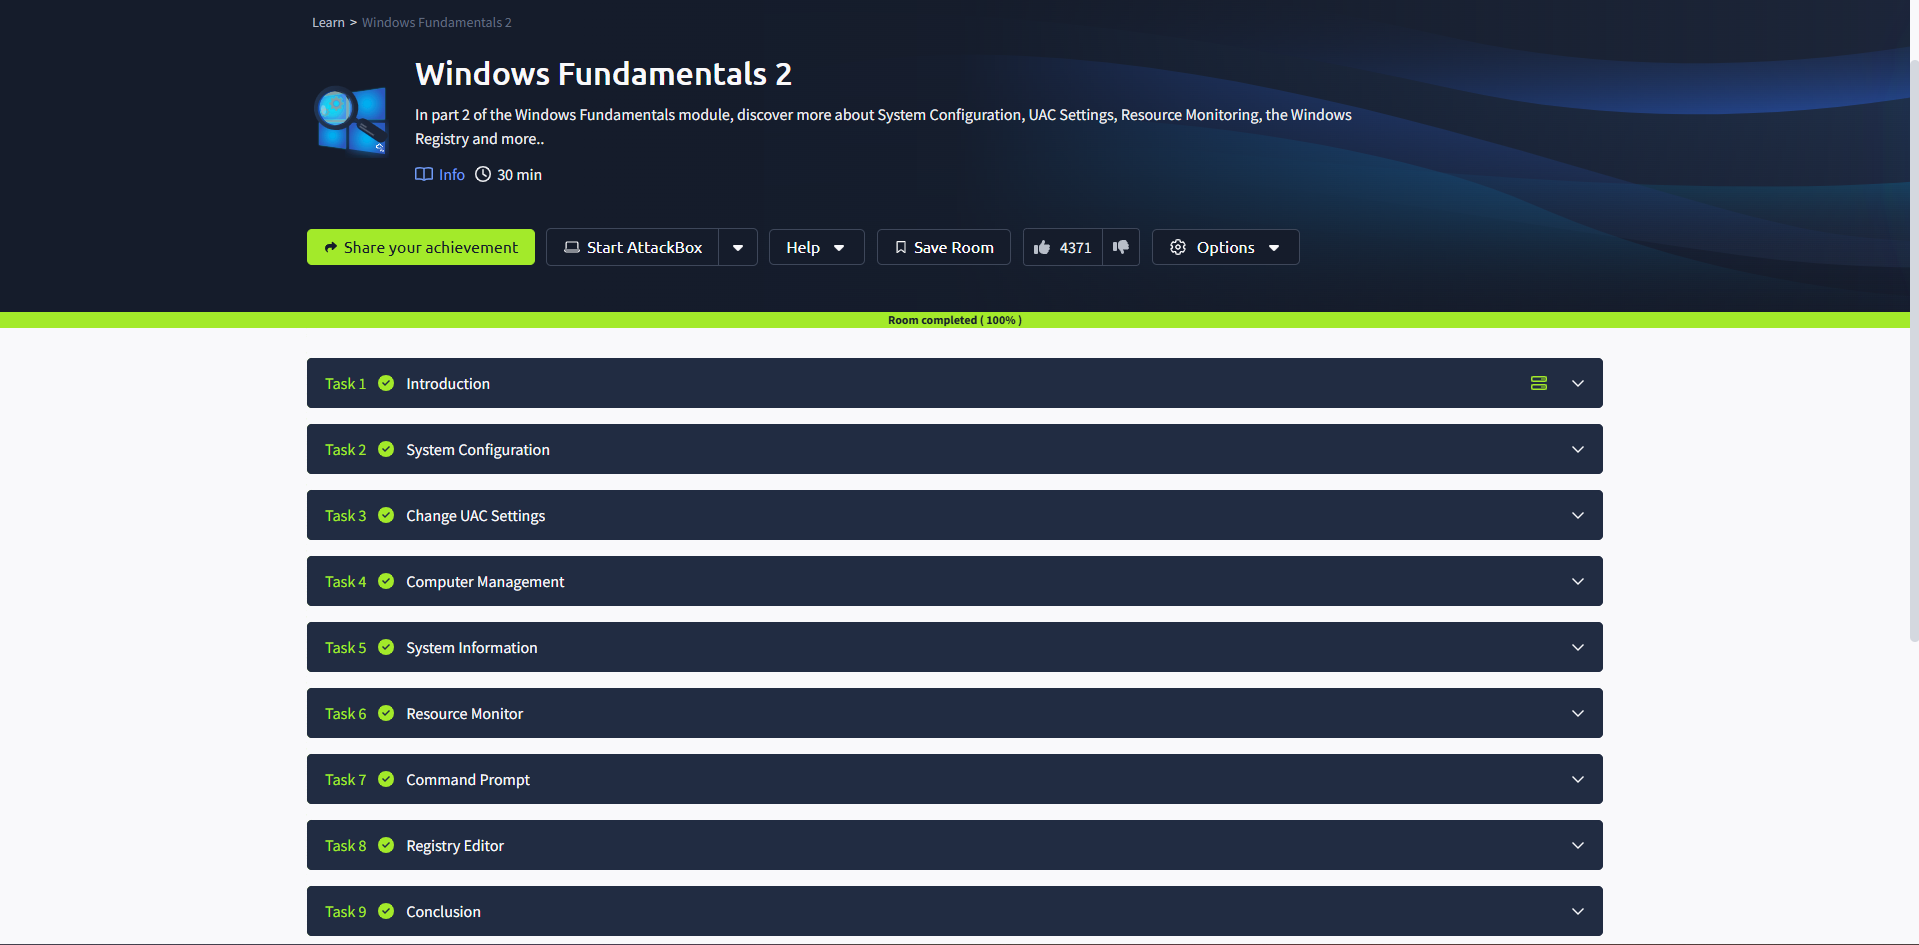 Learn > Windows Fundamentals 2
Windows Fundamentals 2
In part 2 of the Windows Fundamentals module, discover more about System Configuration, UAC Settings, Resource Monitoring, the Windows
Registry and more..
Info 30 min
Share your achievement Start AttackBox Help Save Room 4371 Options
Room completed ( 100% )
Task 1 Introduction
Task 2 System Configuration
Task 3 Change UAC Settings
Task 4 Computer Management
Task 5 System Information
Task 6 Resource Monitor
Task 7 Command Prompt
Task 8 Registry Editor
Task 9 Conclusion